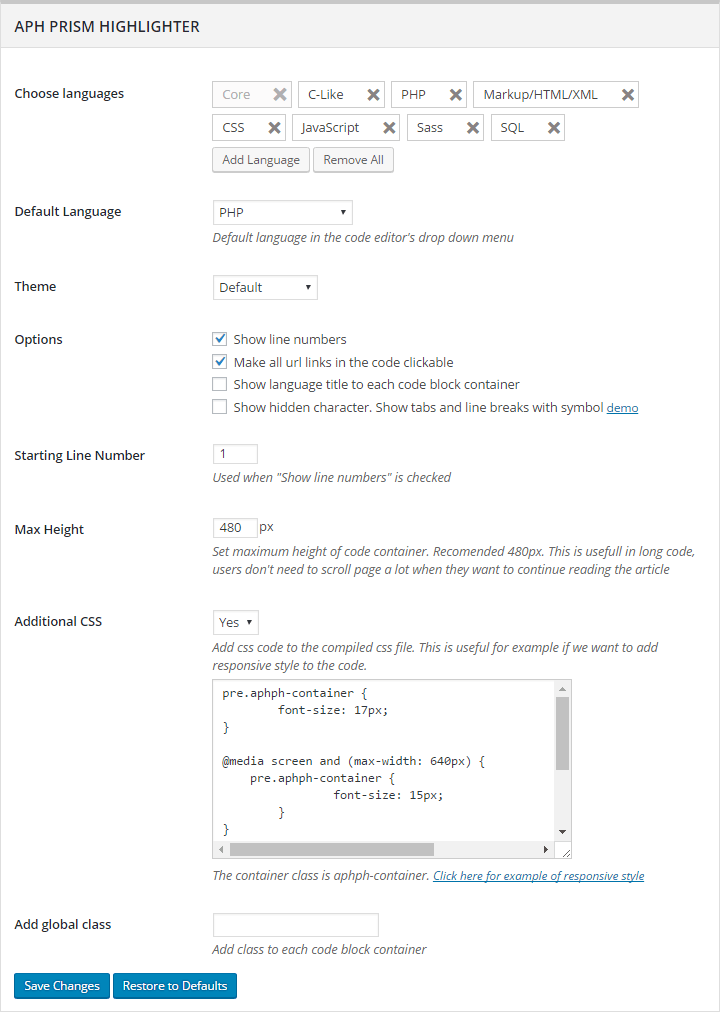 APH PRISM HIGHLIGHTER
Choose languages
Core C-Like PHP Markup/HTML/XML
CSS JavaScript Sass SQL
Add Language Remove All
Default Language
PHP
Default language in the code editor's drop down menu
Theme
Default
Options
Show line numbers
Make all url links in the code clickable
Show language title to each code block container
Show hidden character. Show tabs and line breaks with symbol demo
Starting Line Number
1
Used when "Show line numbers" is checked
Max Height
480 px
Set maximum height of code container. Recomended 480px. This is usefull in long code,
users don't need to scroll page a lot when they want to continue reading the article
Additional CSS
Yes
Add css code to the compiled css file. This is useful for example if we want to add
responsive style to the code.
pre.aphph-container {
font-size: 17px;
}
@media screen and (max-width: 640px) {
pre.aphph-container {
font-size: 15px;
}
}
The container class is aphph-container. Click here for example of responsive style
Add global class
Add class to each code block container
Save Changes Restore to Defaults